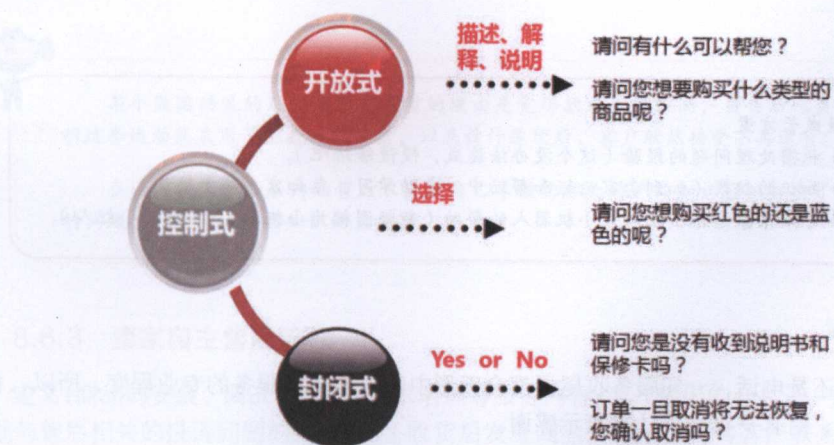 开放式
描述、解
释、说明
请问有什么可以帮您？
请问您想要购买什么类型的
商品呢？
控制式
选择
请问您想购买红色的还是蓝
色的呢？
封闭式
Yes or No
请问您是没有收到说明书和
保修卡吗？
订单一旦取消将无法恢复，
您确认取消吗？